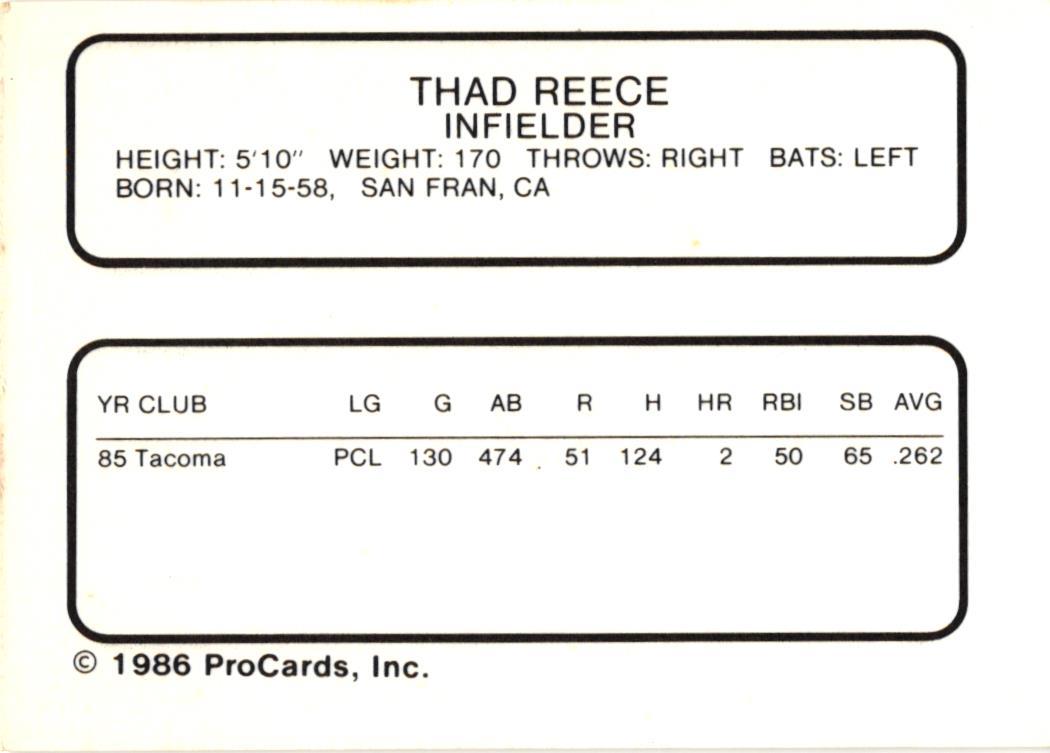 THAD REECE
INFIELDER
HEIGHT: 5'10" WEIGHT: 170 THROWS: RIGHT BATS: LEFT
BORN: 11-15-58, SAN FRAN, CA
YR CLUB LG G AB R H HR RBI SB AVG
85 Tacoma PCL 130 474 51 124 2 50 65 .262
© 1986 ProCards, Inc.